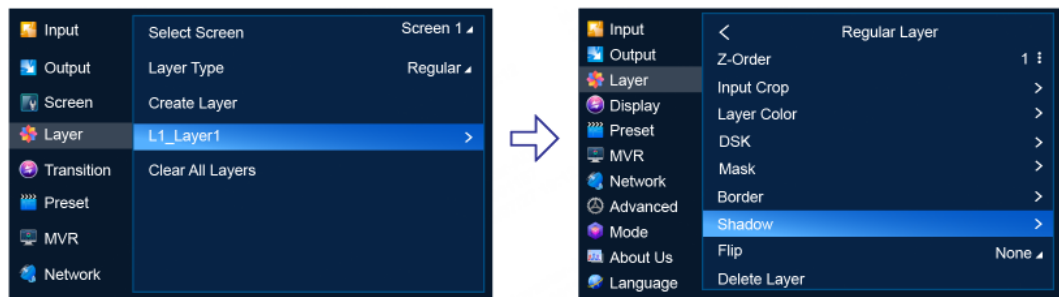 Input
Output
Screen
Layer
Transition
Preset
MVR
Network
Select Screen Screen 1
Layer Type Regular
Create Layer
L1_Layer1 >
Clear All Layers
Input
Output
Layer
Display
Preset
MVR
Network
Advanced
Mode
About Us
Language
< Regular Layer
Z-Order 1
Input Crop >
Layer Color >
DSK >
Mask >
Border >
Shadow >
Flip None
Delete Layer